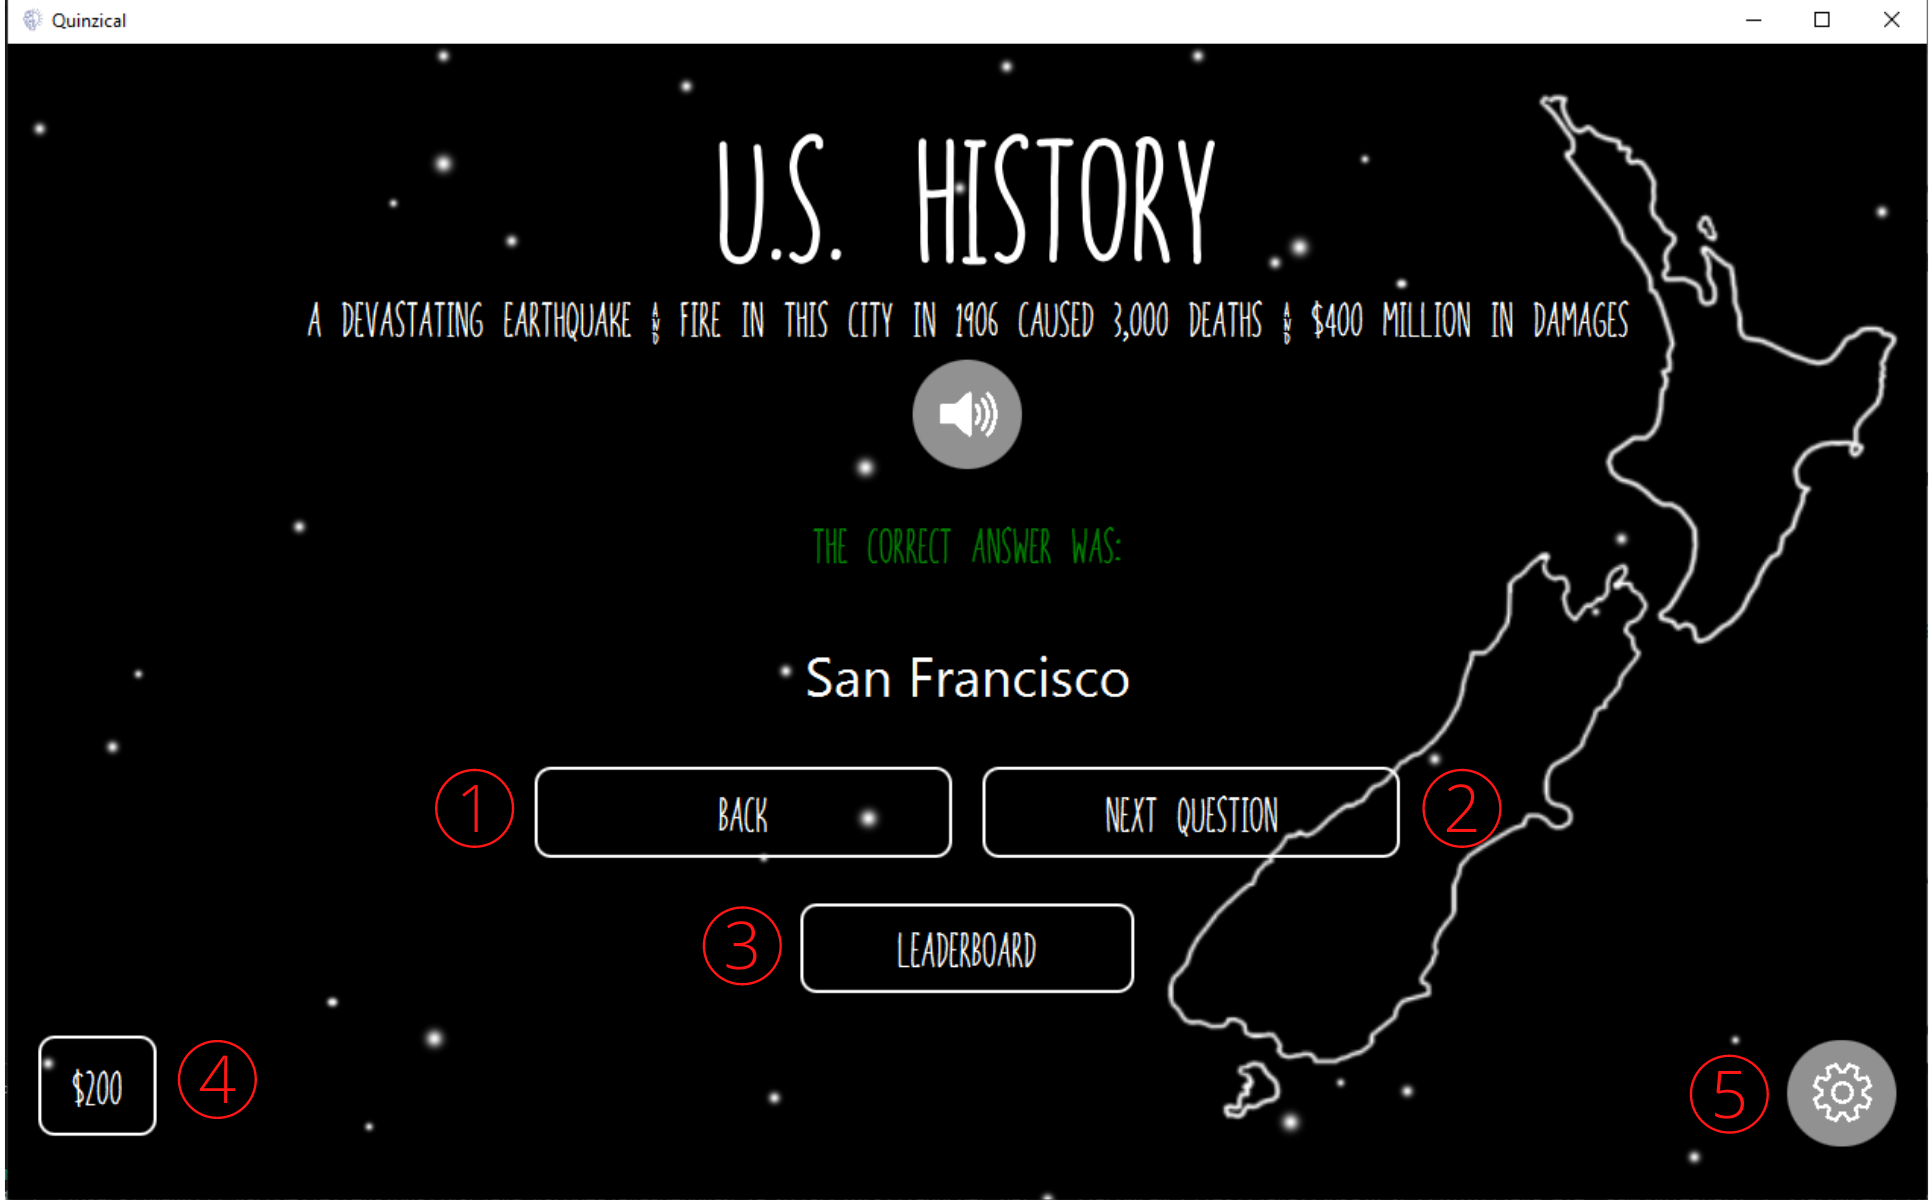 Quinzical
U.S. HISTORY
A DEVASTATING EARTHQUAKE AND FIRE IN THIS CITY IN 1906 CAUSED 3,000 DEATHS AND $400 MILLION IN DAMAGES
THE CORRECT ANSWER WAS:
San Francisco
1 BACK NEXT QUESTION 2
3 LEADERBOARD
$200 4 5